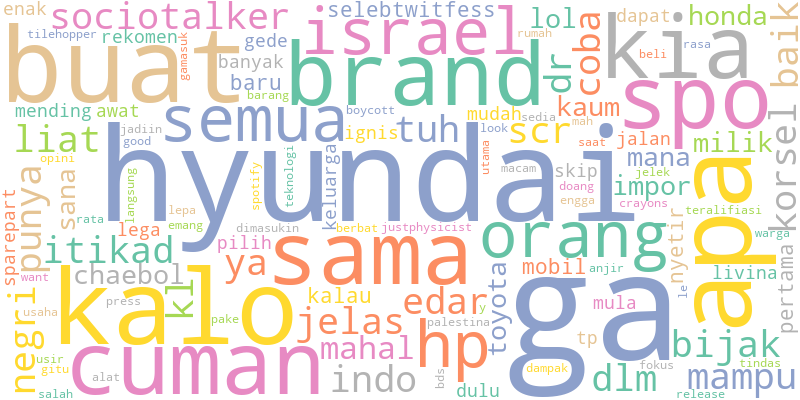 enak
sociotalker
selebtwitfess
lol
dapat
honda
baik
tilehopper
rekomen
gede
israel
rumah
coba
kia
rasa
buat
gamasuk
banyak
brand
dr
beli
baru
barang
spo
mending
awat
semua
boycott
mudah
sedia
kaum
korsel
liat
jadiin
good
hyundai
ignis
tuh
look
scr
mah
saat
jalan
milik
opini
punya
sana
langsung
spotify
teknologi
keluarga
utama
macam
skip
mana
apa
doang
impor
jelek
sparepart
rata
lepa
emang
dimasukin
berbat
justphysicist
engga
crayons
teralifiasi
lega
itikad
pilih
sama
orang
nyetir
warga
pertama
chaebol
ya
toyota
mobil
anjir
livina
want
negri
kalo
kl
kalau
edar
y
ga
mula
le
press
usaha
pake
jelas
palestina
hp
tp
bijak
usir
gitu
cuman
mahal
bds
fokus
tindas
salah
alat
indo
dulu
dampak
dlm
mampu
release